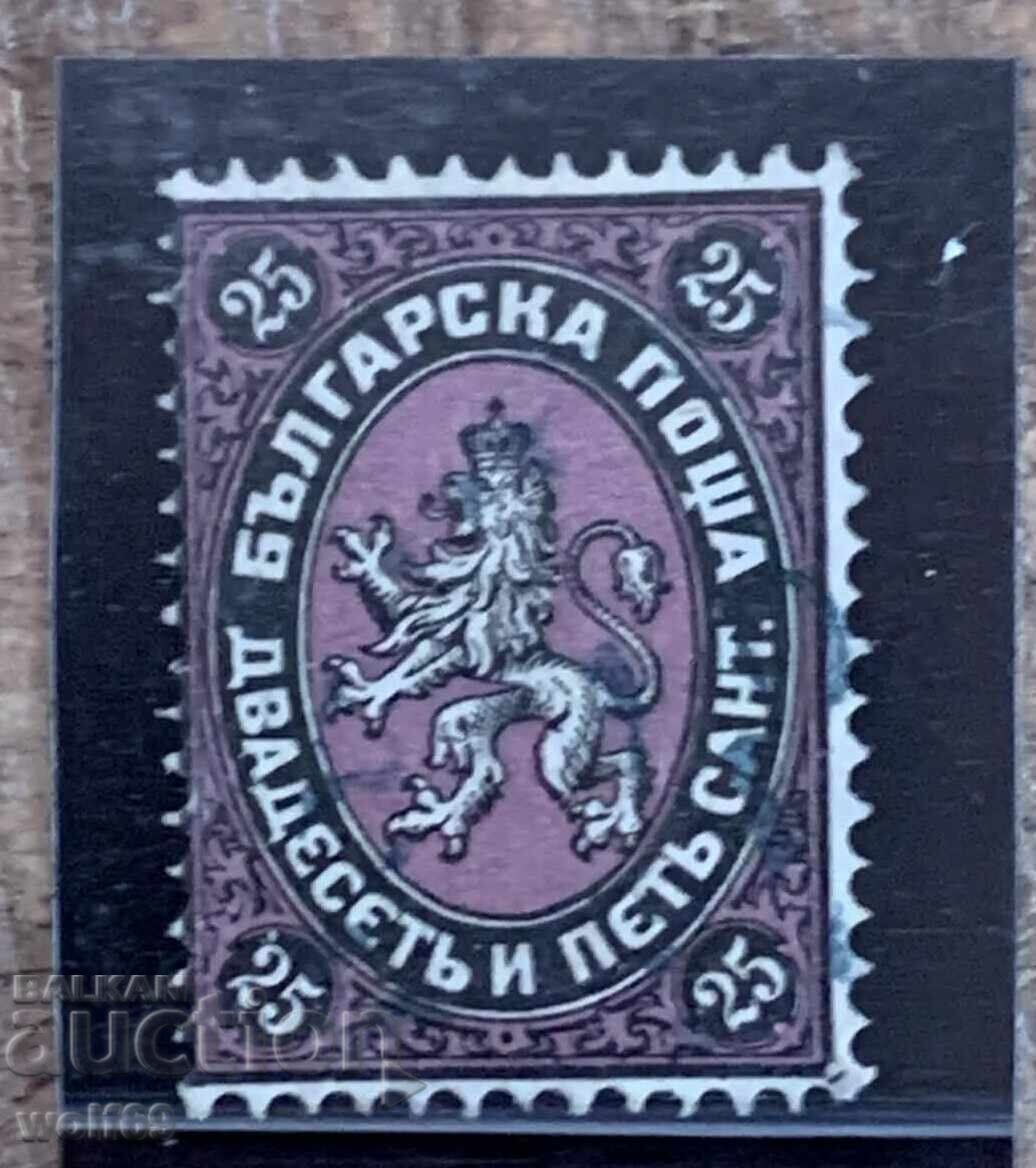 25 25
БЪЛГАРСКА ПОЩА
ДВАДЕСЕТЬ И ПЕТЬ САНТ.
25 25
BALKAN
auction
wolf69